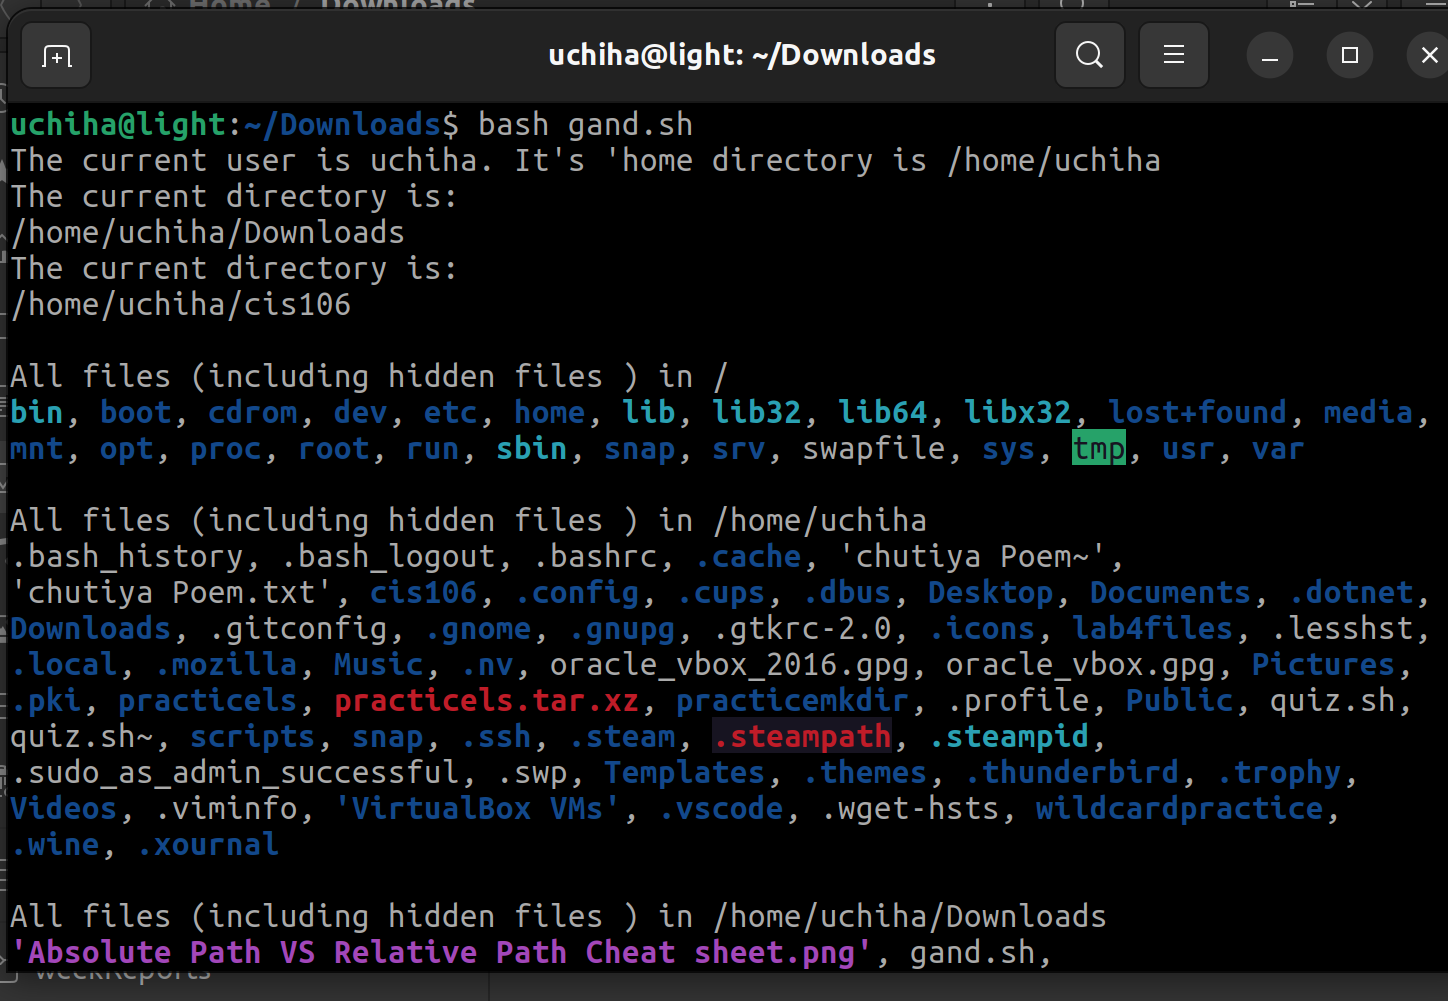 Home / Downloads
uchiha@light: ~/Downloads
uchiha@light:~/Downloads$ bash gand.sh
The current user is uchiha. It's 'home directory is /home/uchiha
The current directory is:
/home/uchiha/Downloads
The current directory is:
/home/uchiha/cis106
All files (including hidden files ) in /
bin, boot, cdrom, dev, etc, home, lib, lib32, lib64, libx32, lost+found, media,
mnt, opt, proc, root, run, sbin, snap, srv, swapfile, sys, tmp, usr, var
All files (including hidden files ) in /home/uchiha
.bash_history, .bash_logout, .bashrc, .cache, 'chutiya Poem~',
'chutiya Poem.txt', cis106, .config, .cups, .dbus, Desktop, Documents, .dotnet,
Downloads, .gitconfig, .gnome, .gnupg, .gtkrc-2.0, .icons, lab4files, .lesshst,
.local, .mozilla, Music, .nv, oracle_vbox_2016.gpg, oracle_vbox.gpg, Pictures,
.pki, practicels, practicels.tar.xz, practicemkdir, .profile, Public, quiz.sh,
quiz.sh~, scripts, snap, .ssh, .steam, .steampath, .steampid,
.sudo_as_admin_successful, .swp, Templates, .themes, .thunderbird, .trophy,
Videos, .viminfo, 'VirtualBox VMs', .vscode, .wget-hsts, wildcardpractice,
.wine, .xournal
All files (including hidden files ) in /home/uchiha/Downloads
'Absolute Path VS Relative Path Cheat sheet.png', gand.sh,
weekReports